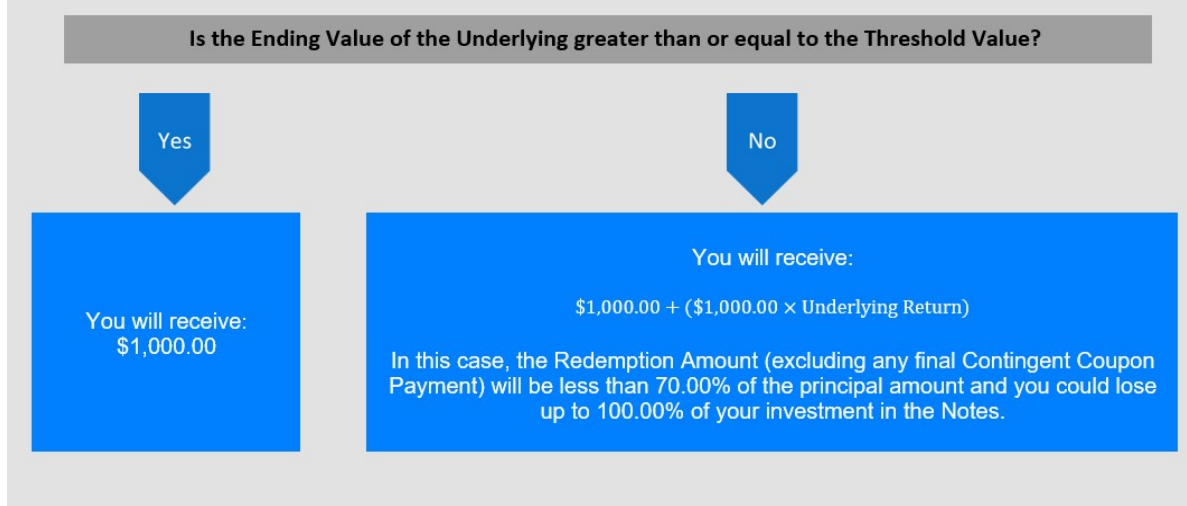 Is the Ending Value of the Underlying greater than or equal to the Threshold Value?
Yes
No
You will receive:
$1,000.00
You will receive:
$1,000.00 + ($1,000.00 × Underlying Return)
In this case, the Redemption Amount (excluding any final Contingent Coupon
Payment) will be less than 70.00% of the principal amount and you could lose
up to 100.00% of your investment in the Notes.